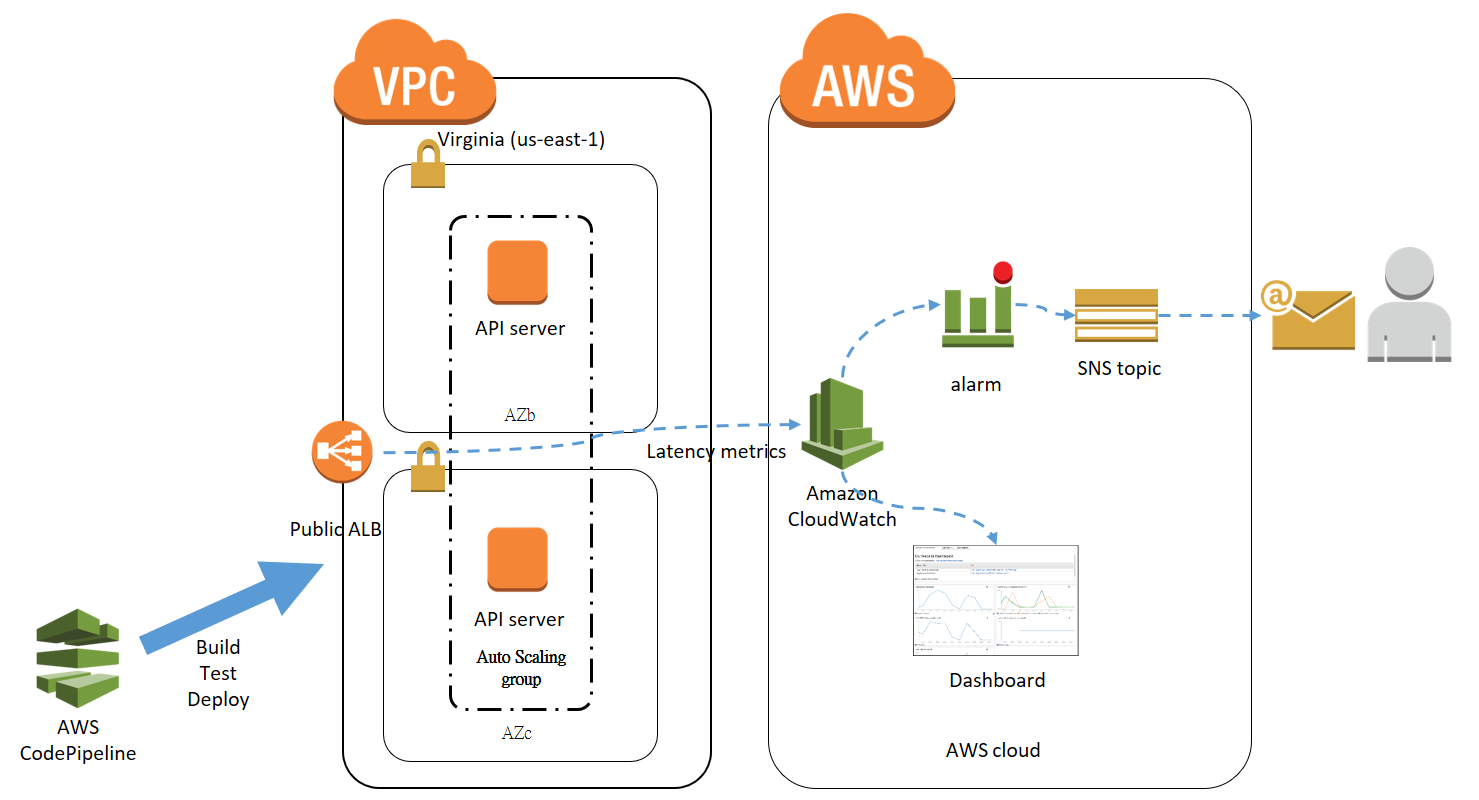 VPC
AWS
Virginia (us-east-1)
API server
AZb
Latency metrics
Public ALB
API server
Auto Scaling
group
AZc
Build
Test
Deploy
AWS
CodePipeline
alarm
SNS topic
@
Amazon
CloudWatch
Dashboard
AWS cloud